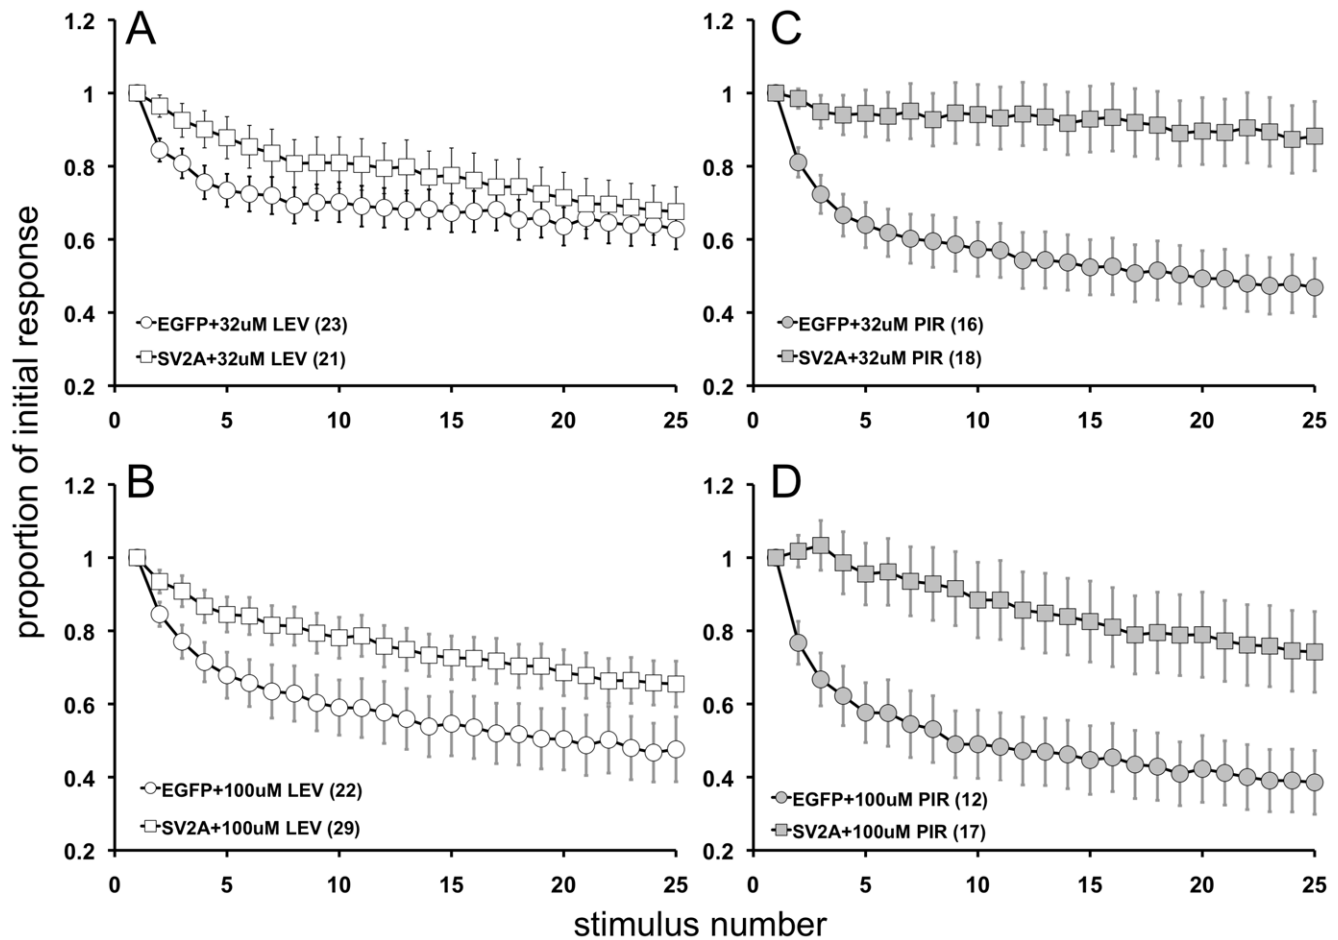 proportion of initial response
A
1.2
1
0.8
0.6
0.4
0.2
EGFP+32uM LEV (23)
SV2A+32uM LEV (21)
0 5 10 15 20 25
C
1.2
1
0.8
0.6
0.4
0.2
EGFP+32uM PIR (16)
SV2A+32uM PIR (18)
0 5 10 15 20 25
B
1.2
1
0.8
0.6
0.4
0.2
EGFP+100uM LEV (22)
SV2A+100uM LEV (29)
0 5 10 15 20 25
D
1.2
1
0.8
0.6
0.4
0.2
EGFP+100uM PIR (12)
SV2A+100uM PIR (17)
0 5 10 15 20 25
stimulus number